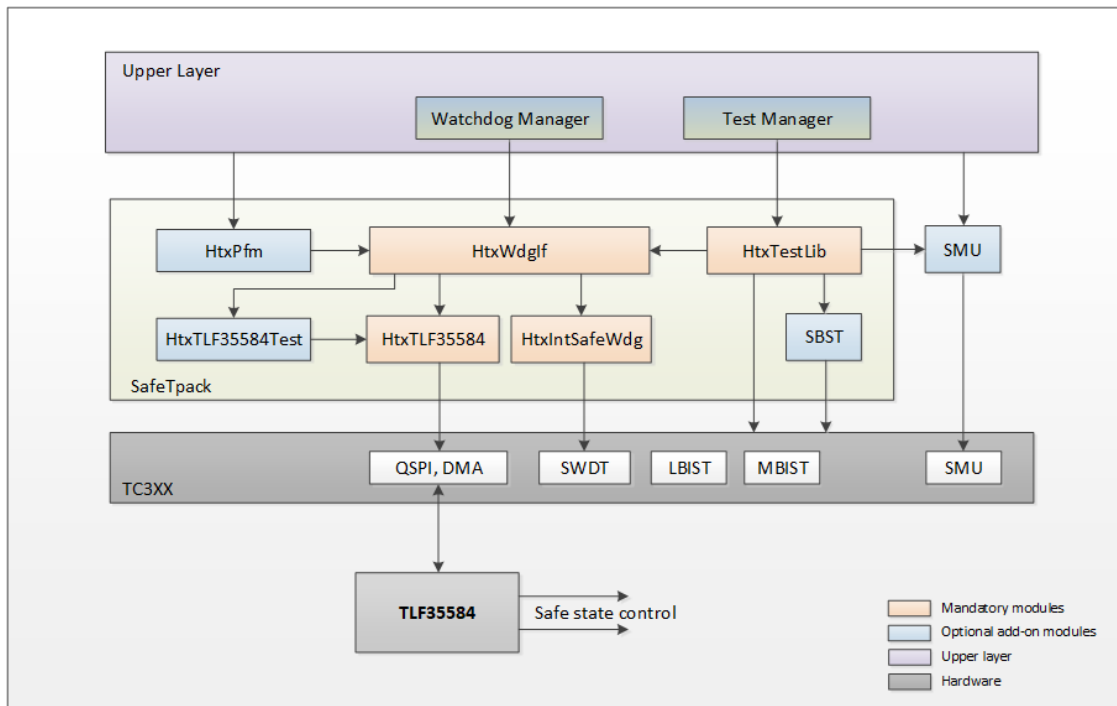 Upper Layer
Watchdog Manager
Test Manager
HtxPfm
HtxWdgIf
HtxTestLib
SMU
HtxTLF35584Test
HtxTLF35584
HtxIntSafeWdg
SBST
SafeTpack
QSPI, DMA
SWDT
LBIST
MBIST
SMU
TC3XX
TLF35584
Safe state control
Mandatory modules
Optional add-on modules
Upper layer
Hardware